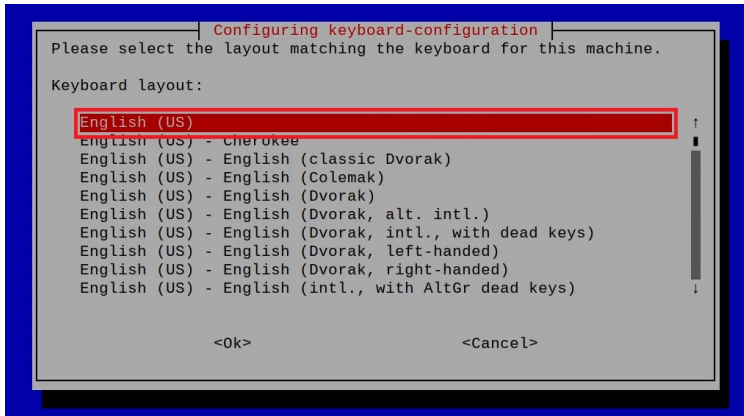 Configuring keyboard-configuration
Please select the layout matching the keyboard for this machine.
Keyboard layout:
English (US)
English (US) - Cherokee
English (US) - English (classic Dvorak)
English (US) - English (Colemak)
English (US) - English (Dvorak)
English (US) - English (Dvorak, alt. intl.)
English (US) - English (Dvorak, intl., with dead keys)
English (US) - English (Dvorak, left-handed)
English (US) - English (Dvorak, right-handed)
English (US) - English (intl., with AltGr dead keys)
<Ok> <Cancel>